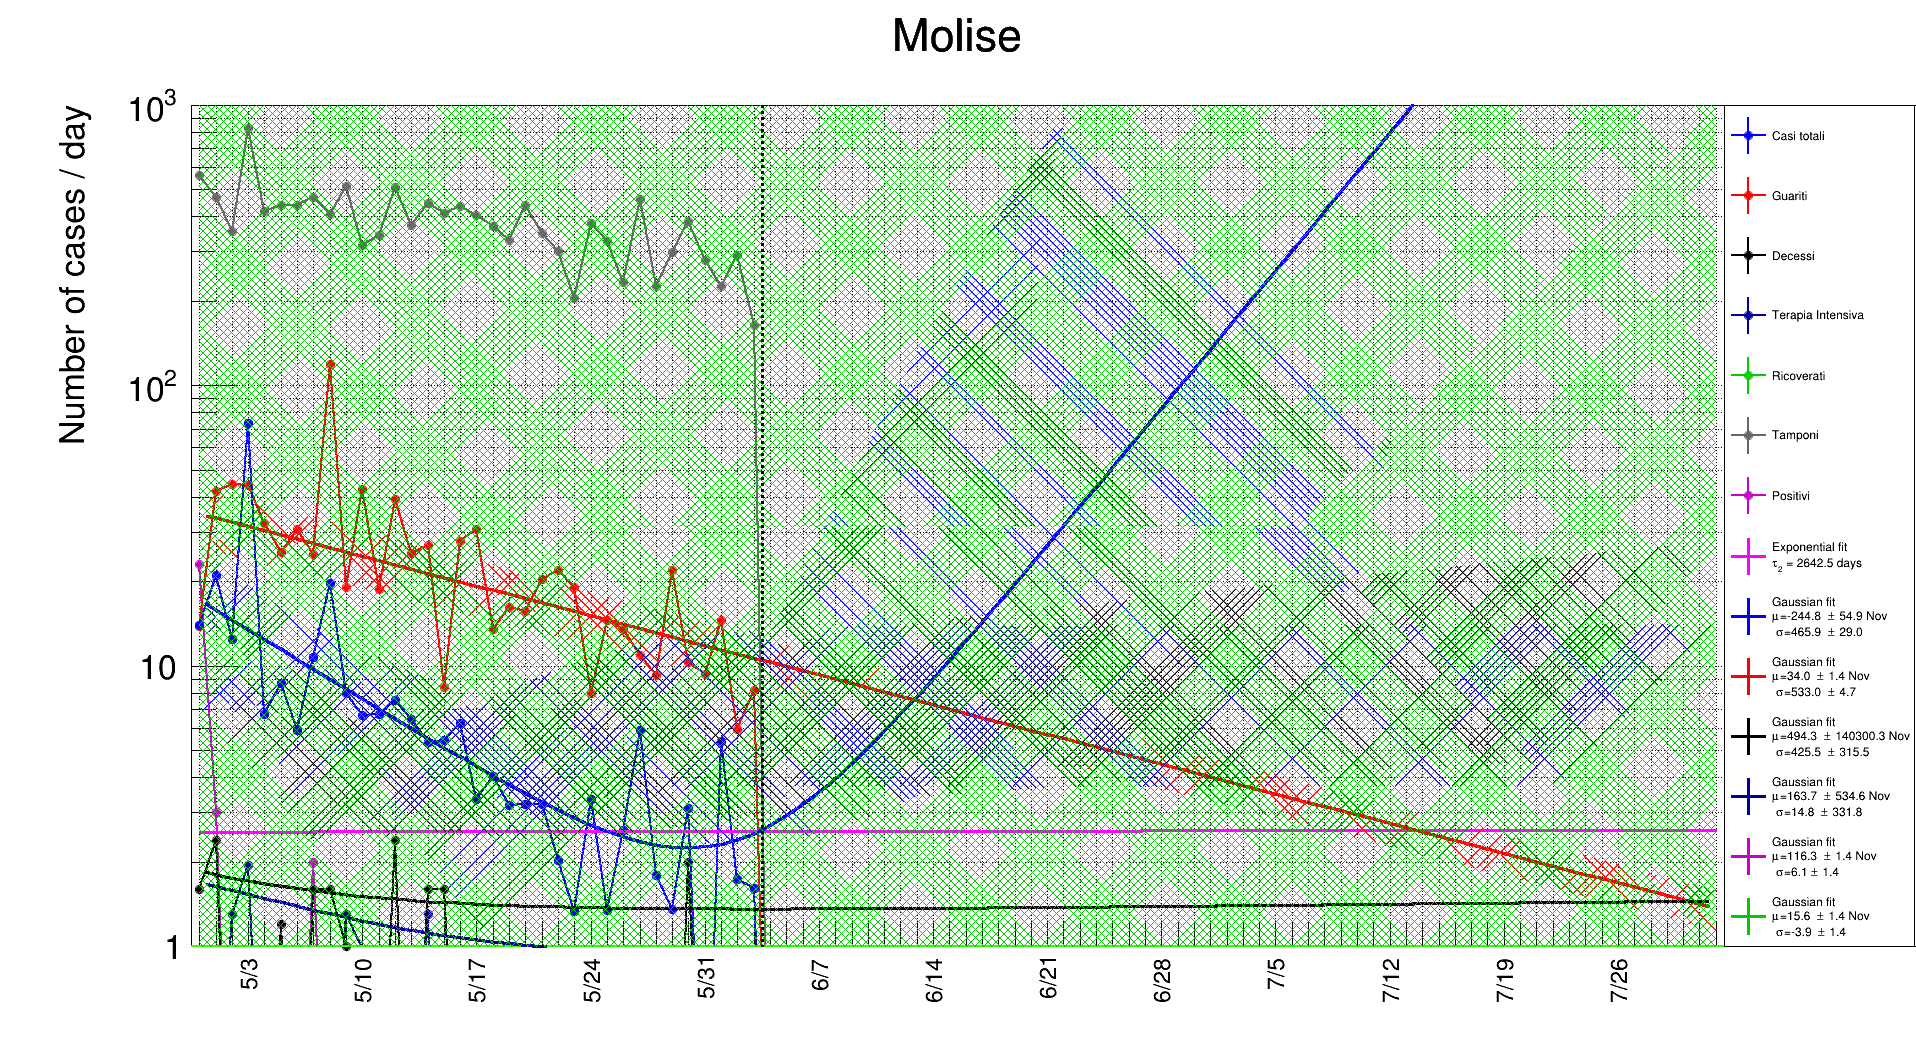 Molise
Number of cases / day
10³
10²
10
1
5/3
5/10
5/17
5/24
5/31
6/7
6/14
6/21
6/28
7/5
7/12
7/19
7/26
Casi totali
Guariti
Decessi
Terapia Intensiva
Ricoverati
Tamponi
Positivi
Exponential fit
τ₂ = 2642.5 days
Gaussian fit
μ=-244.8 ± 54.9 Nov
σ=465.9 ± 29.0
Gaussian fit
μ=34.0 ± 1.4 Nov
σ=533.0 ± 4.7
Gaussian fit
μ=494.3 ± 140300.3 Nov
σ=425.5 ± 315.5
Gaussian fit
μ=163.7 ± 534.6 Nov
σ=14.8 ± 331.8
Gaussian fit
μ=116.3 ± 1.4 Nov
σ=6.1 ± 1.4
Gaussian fit
μ=15.6 ± 1.4 Nov
σ=-3.9 ± 1.4